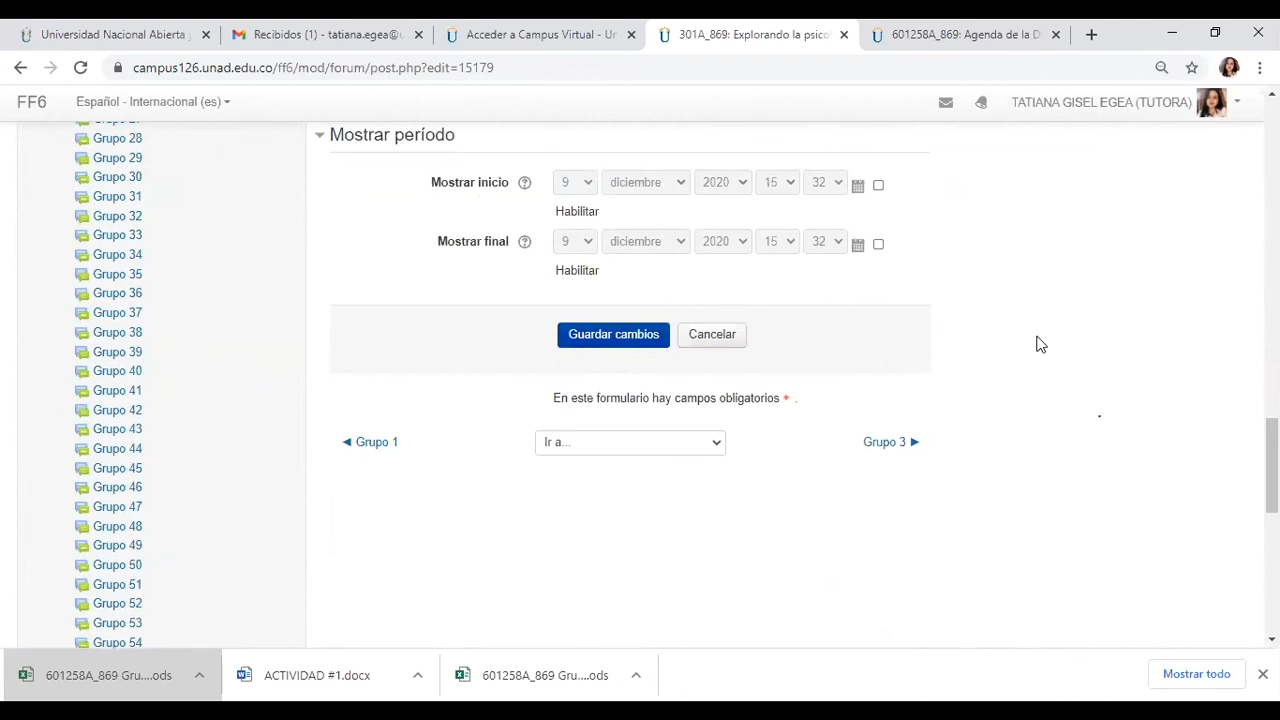 Universidad Nacional Abierta
Recibidos (1) - tatiana.egea@u
Acceder a Campus Virtual - Un
301A_869: Explorando la psico
601258A_869: Agenda de la D
campus126.unad.edu.co/ff6/mod/forum/post.php?edit=15179
FF6
Español - Internacional (es)
TATIANA GISEL EGEA (TUTORA)
Grupo 28
Grupo 29
Grupo 30
Grupo 31
Grupo 32
Grupo 33
Grupo 34
Grupo 35
Grupo 36
Grupo 37
Grupo 38
Grupo 39
Grupo 40
Grupo 41
Grupo 42
Grupo 43
Grupo 44
Grupo 45
Grupo 46
Grupo 47
Grupo 48
Grupo 49
Grupo 50
Grupo 51
Grupo 52
Grupo 53
Grupo 54
Mostrar período
Mostrar inicio 9 diciembre 2020 15 32
Habilitar
Mostrar final 9 diciembre 2020 15 32
Habilitar
Guardar cambios Cancelar
En este formulario hay campos obligatorios * .
◄ Grupo 1 Ir a... Grupo 3 ►
601258A_869 Gru....ods
ACTIVIDAD #1.docx
601258A_869 Gru....ods
Mostrar todo